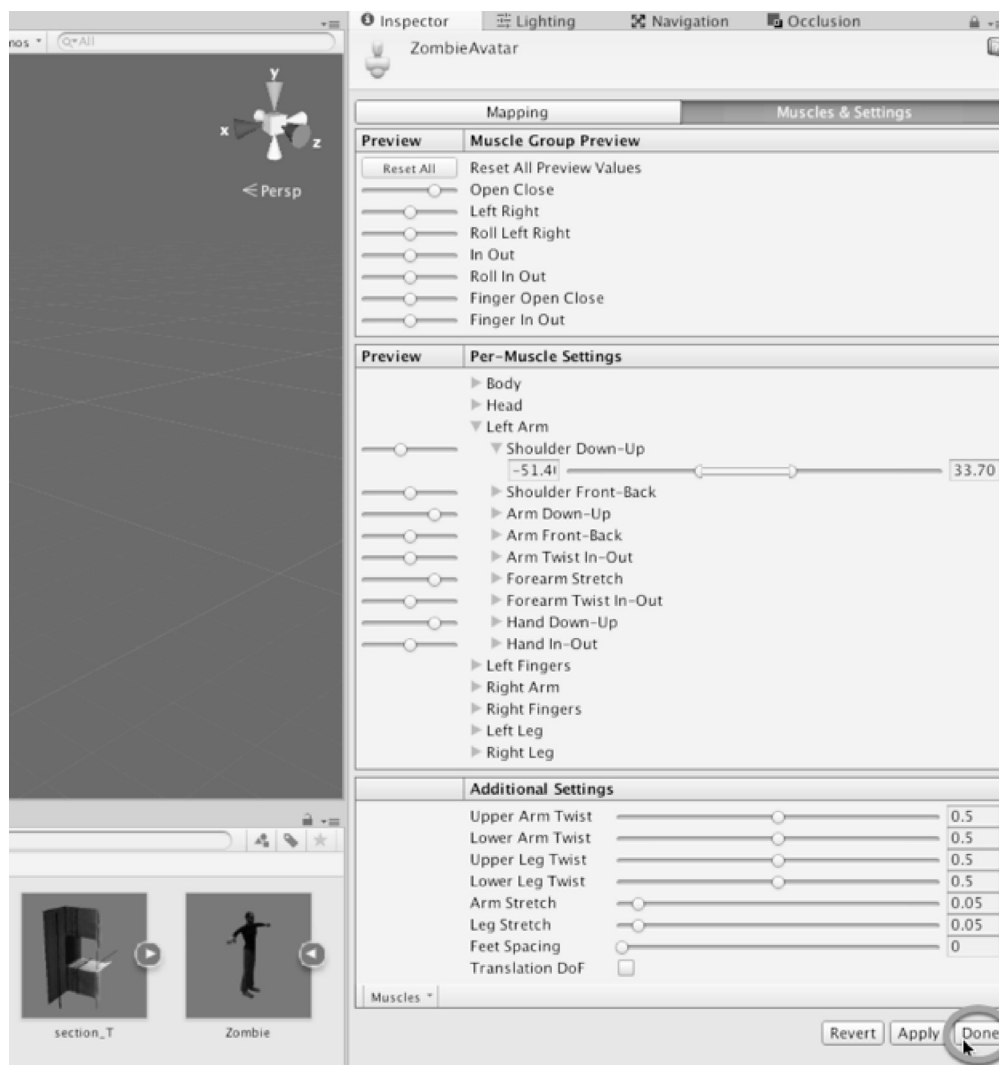 Inspector Lighting Navigation Occlusion
nos All
ZombieAvatar
y
x
z
Persp
Mapping Muscles & Settings
Preview Muscle Group Preview
Reset All Reset All Preview Values
Open Close
Left Right
Roll Left Right
In Out
Roll In Out
Finger Open Close
Finger In Out
Preview Per-Muscle Settings
Body
Head
Left Arm
Shoulder Down-Up
-51.4 33.70
Shoulder Front-Back
Arm Down-Up
Arm Front-Back
Arm Twist In-Out
Forearm Stretch
Forearm Twist In-Out
Hand Down-Up
Hand In-Out
Left Fingers
Right Arm
Right Fingers
Left Leg
Right Leg
Additional Settings
Upper Arm Twist 0.5
Lower Arm Twist 0.5
Upper Leg Twist 0.5
Lower Leg Twist 0.5
Arm Stretch 0.05
Leg Stretch 0.05
Feet Spacing 0
Translation DoF
Muscles
section_T Zombie
Revert Apply Done